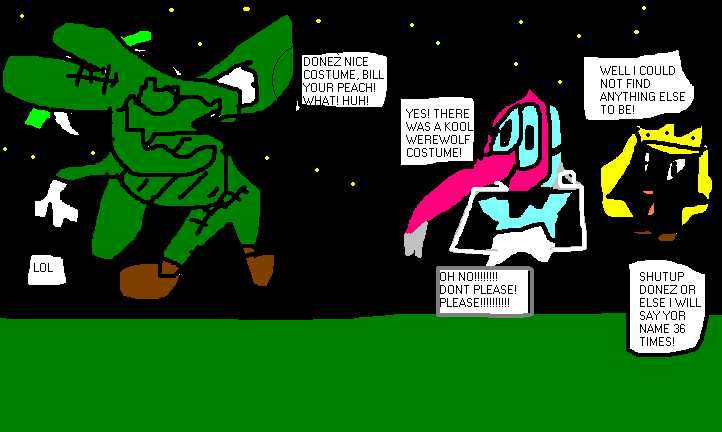 DONEZ NICE
COSTUME, BILL
YOUR PEACH!
WHAT! HUH!
YES! THERE
WAS A KOOL
WEREWOLF
COSTUME!
WELL I COULD
NOT FIND
ANYTHING ELSE
TO BE!
LOL
OH NO!!!!!!!!
DONT PLEASE!
PLEASE!!!!!!!!!!
SHUTUP
DONEZ OR
ELSE I WILL
SAY YOR
NAME 36
TIMES!